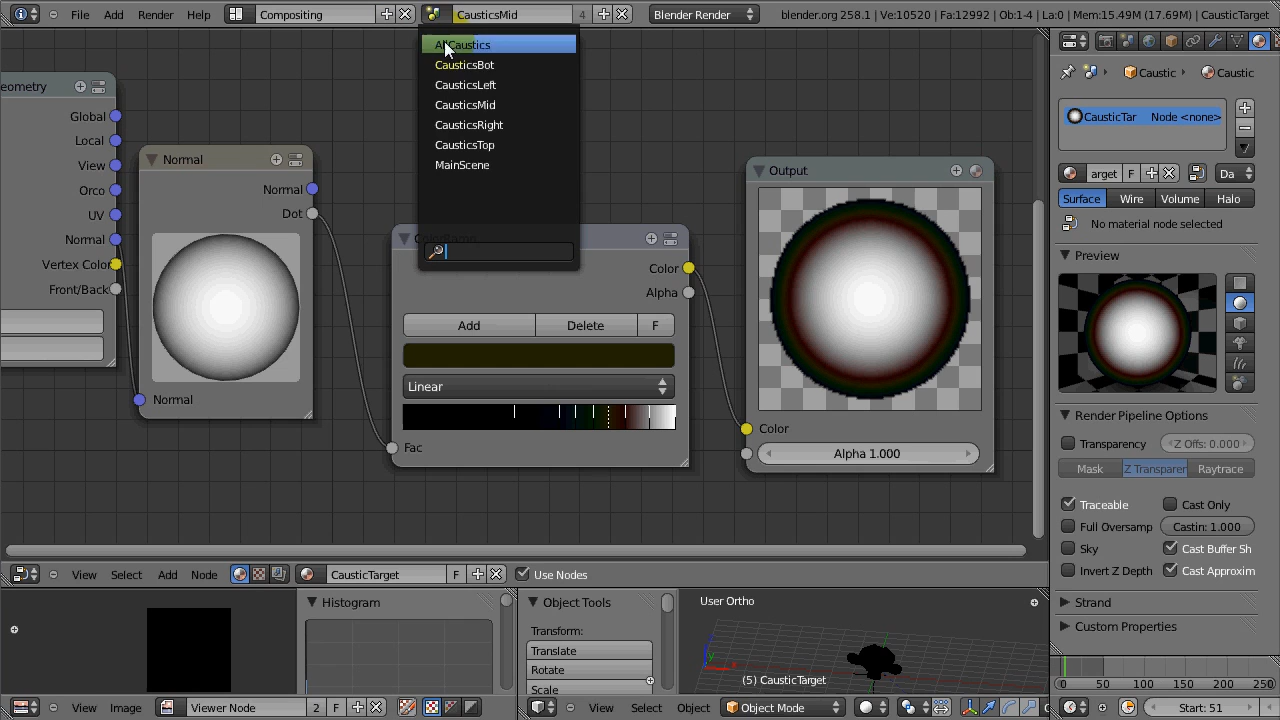 File Add Render Help Compositing CausticsMid 4 Blender Render blender.org 258.1 | Ve:10520 | Fa:12992 | Ob:1-4 | La:0 | Mem:15.49M (17.69M) | CausticTarget
AllCaustics
CausticsBot
CausticsLeft
CausticsMid
CausticsRight
CausticsTop
MainScene
eometry
Global
Local
View
Orco
UV
Normal
Vertex Color
Front/Back
Normal
Normal
Dot
Normal
ColorRamp
Color
Alpha
Add Delete F
Linear
Fac
Output
Color
Alpha 1.000
Caustic Caustic
CausticTar Node <none>
arget F Da
Surface Wire Volume Halo
No material node selected
Preview
Render Pipeline Options
Transparency Z Offs: 0.000
Mask Z Transparer Raytrace
Traceable Cast Only
Full Oversamp Castin: 1.000
Sky Cast Buffer Sh
Invert Z Depth Cast Approxim
Strand
Custom Properties
View Select Add Node CausticTarget F Use Nodes
Histogram
Object Tools
Transform:
Translate
Rotate
Scale
User Ortho
y
x
(5) CausticTarget
View Image Viewer Node 2 F
View Select Object Object Mode
0 50 100 150 200 250
Start: 51